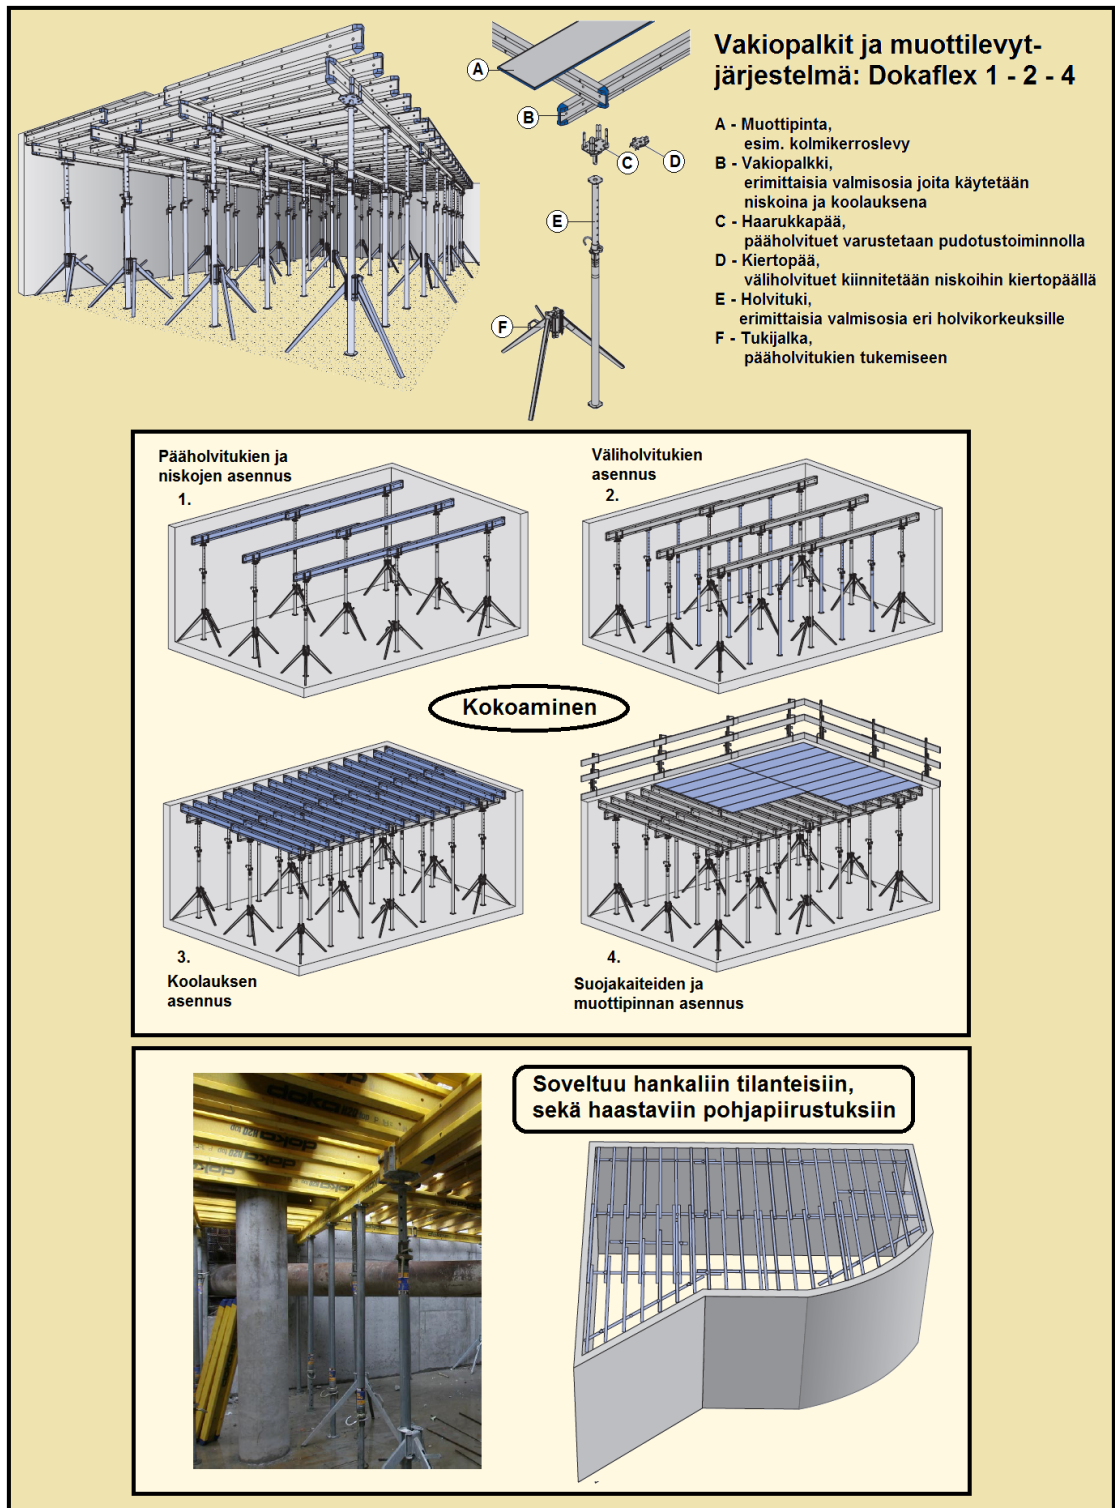 Vakiopalkit ja muottilevyt-
järjestelmä: Dokaflex 1 - 2 - 4
A - Muottipinta,
esim. kolmikerroslevy
B - Vakiopalkki,
erimittaisia valmisosia joita käytetään
niskoina ja koolauksena
C - Haarukkapää,
pääholvituet varustetaan pudotustoiminnolla
D - Kiertopää,
väliholvituet kiinnitetään niskoihin kiertopäällä
E - Holvituki,
erimittaisia valmisosia eri holvikorkeuksille
F - Tukijalka,
pääholvitukien tukemiseen
A
B
C
D
E
F
Pääholvitukien ja
niskojen asennus
1.
Väliholvitukien
asennus
2.
Kokoaminen
3.
Koolauksen
asennus
4.
Suojakaiteiden ja
muottipinnan asennus
Soveltuu hankaliin tilanteisiin,
sekä haastaviin pohjapiirustuksiin
doka
doka
doka
doka